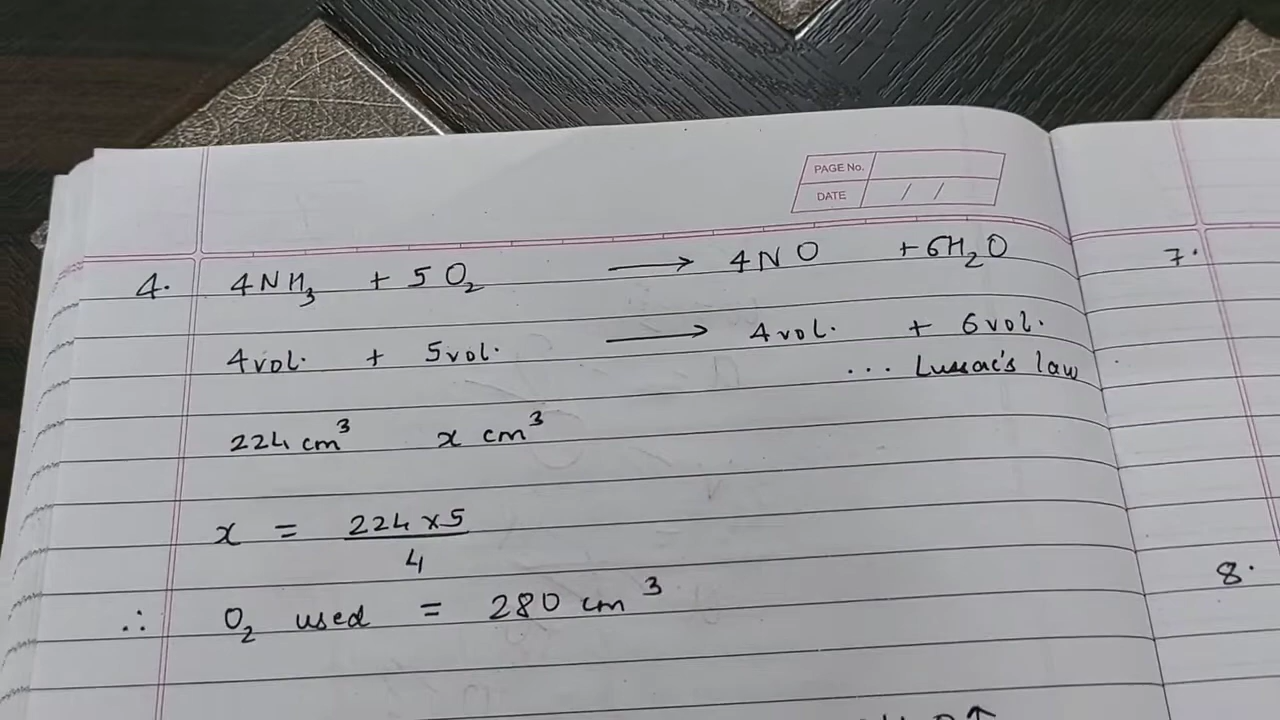 PAGE No.
DATE / /
4. 4NH₃ + 5O₂ ⟶ 4NO + 6H₂O
4vol. + 5vol. ⟶ 4vol. + 6vol.
... Lussac's law
224 cm³ x cm³
x = 224 x 5 / 4
∴ O₂ used = 280 cm³
7.
8.